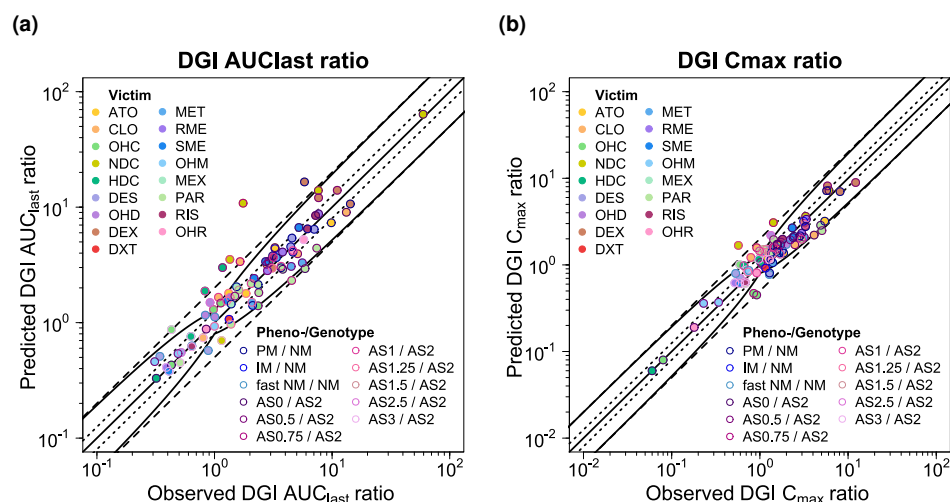 (a)
DGI AUClast ratio
Predicted DGI AUClast ratio
10²
10¹
10⁰
10⁻¹
Victim
ATO MET
CLO RME
OHC SME
NDC OHM
HDC MEX
DES PAR
OHD RIS
DEX OHR
DXT
Pheno-/Genotype
PM / NM AS1 / AS2
IM / NM AS1.25 / AS2
fast NM / NM AS1.5 / AS2
AS0 / AS2 AS2.5 / AS2
AS0.5 / AS2 AS3 / AS2
AS0.75 / AS2
10⁻¹ 10⁰ 10¹ 10²
Observed DGI AUClast ratio
(b)
DGI Cmax ratio
Predicted DGI Cmax ratio
10²
10¹
10⁰
10⁻¹
10⁻²
Victim
ATO MET
CLO RME
OHC SME
NDC OHM
HDC MEX
DES PAR
OHD RIS
DEX OHR
DXT
Pheno-/Genotype
PM / NM AS1 / AS2
IM / NM AS1.25 / AS2
fast NM / NM AS1.5 / AS2
AS0 / AS2 AS2.5 / AS2
AS0.5 / AS2 AS3 / AS2
AS0.75 / AS2
10⁻² 10⁻¹ 10⁰ 10¹ 10²
Observed DGI Cmax ratio